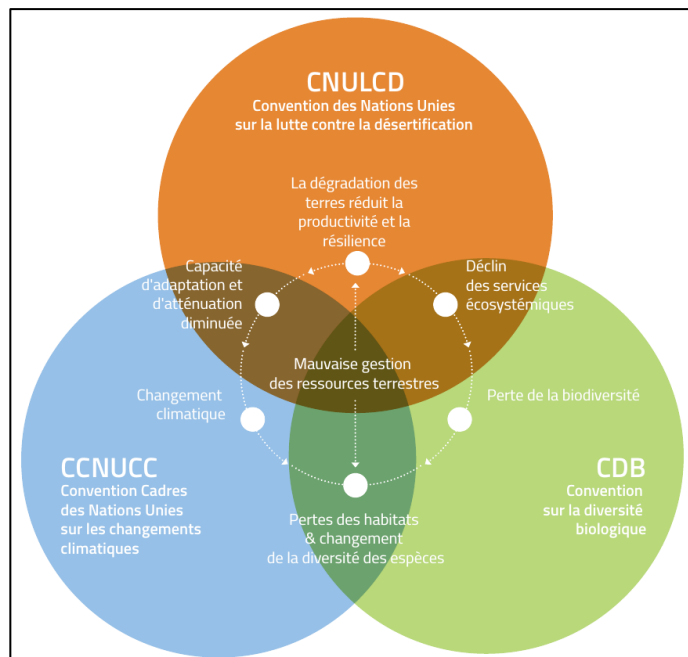 CNULCD
Convention des Nations Unies
sur la lutte contre la désertification
La dégradation des
terres réduit la
productivité et la
résilience
Capacité
d'adaptation et
d'atténuation
diminuée
Déclin
des services
écosystémiques
Mauvaise gestion
des ressources terrestres
Changement
climatique
Perte de la biodiversité
CCNUCC
Convention Cadres
des Nations Unies
sur les changements
climatiques
CDB
Convention
sur la diversité
biologique
Pertes des habitats
& changement
de la diversité des espèces